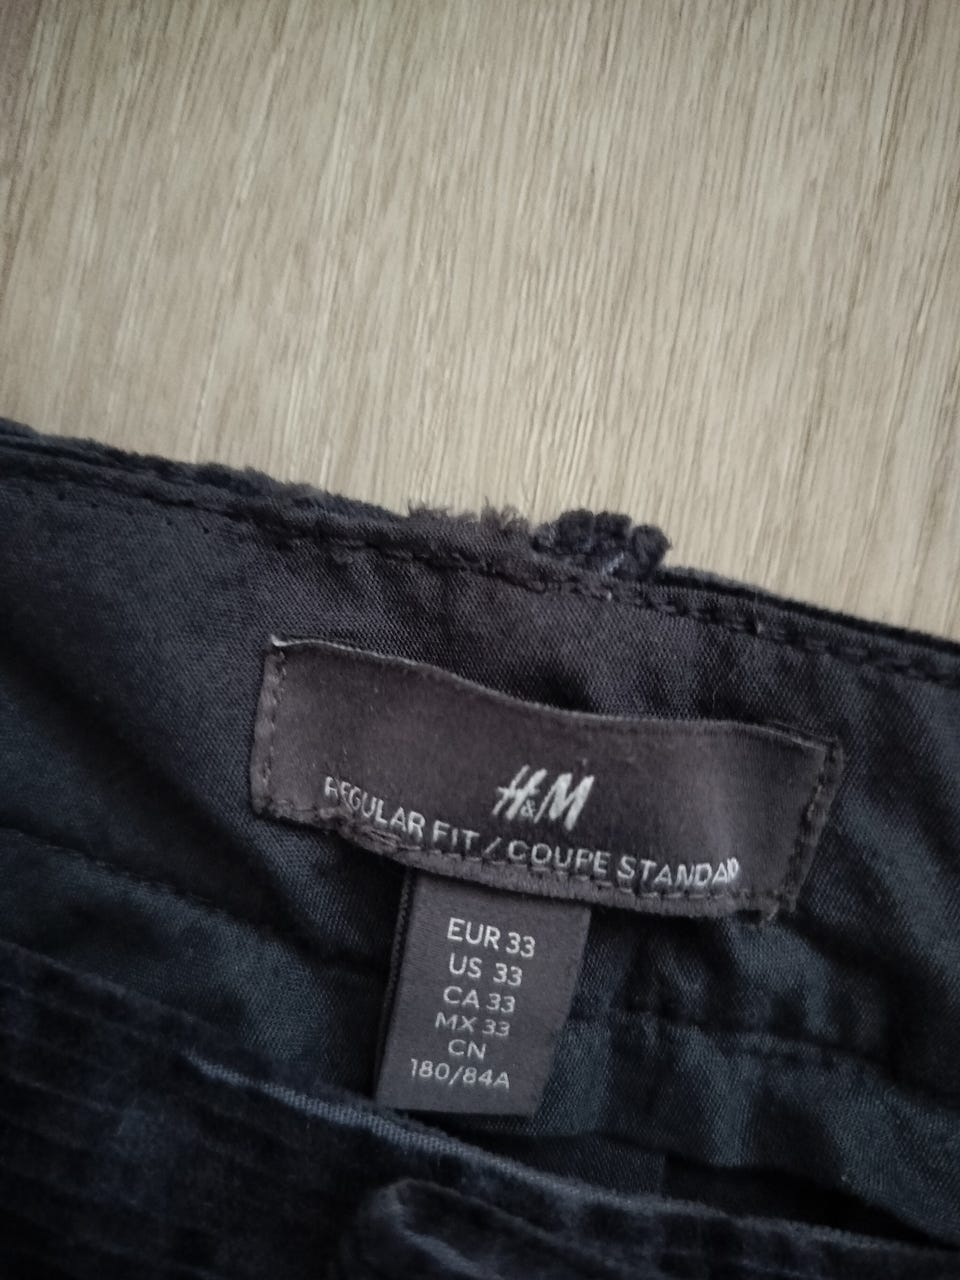 H&M
REGULAR FIT / COUPE STANDARD
EUR 33
US 33
CA 33
MX 33
CN
180/84A